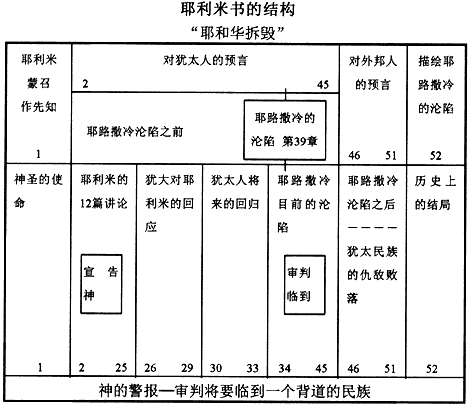 耶利米书的结构
“耶和华拆毁”
耶利米
蒙召
作先知
1
对犹太人的预言
2 45
耶路撒冷沦陷之前
耶路撒冷的
沦陷 第39章
对外邦人
的预言
46 51
描绘耶
路撒冷
的沦陷
52
神圣的使
命
1
耶利米的
12篇讲论
宣告
神
2 25
犹大对耶
利米的回
应
26 29
犹太人将
来的回归
30 33
耶路撒冷
目前的沦
陷
审判
临到
34 45
耶路撒冷
沦陷之后
————
犹太民族
的仇敌败
落
46 51
历史上
的结局
52
神的警报—审判将要临到一个背道的民族